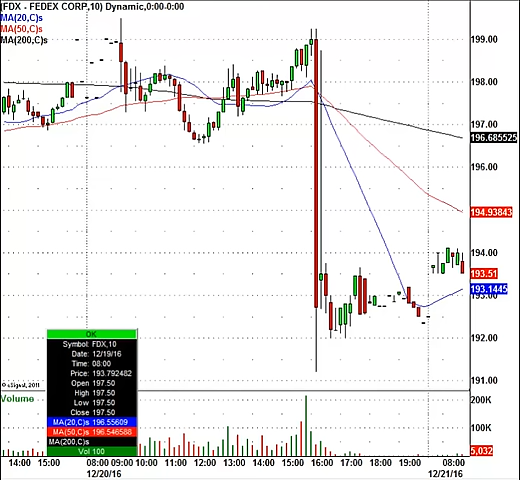 (FDX - FEDEX CORP,10) Dynamic,0:00-0:00
MA(20,C)s
MA(50,C)s
MA(200,C)s
199.00
198.00
197.00
196.685525
196.00
194.93843
194.00
193.51
193.1445
193.00
192.00
191.00
OK
Symbol: FDX,10
Date: 12/19/16
Time: 08:00
Price: 193.792482
Open 197.50
High 197.50
Low 197.50
Close 197.50
MA(20,C)s 196.55609
MA(50,C)s 196.546588
MA(200,C)s
Vol 100
© eSignal, 2011
Volume
200K
100K
5,032
14:00 15:00 08:00 09:00 10:00 11:00 12:00 13:00 14:00 15:00 16:00 17:00 18:00 19:00 08:00
12/20/16 12/21/16